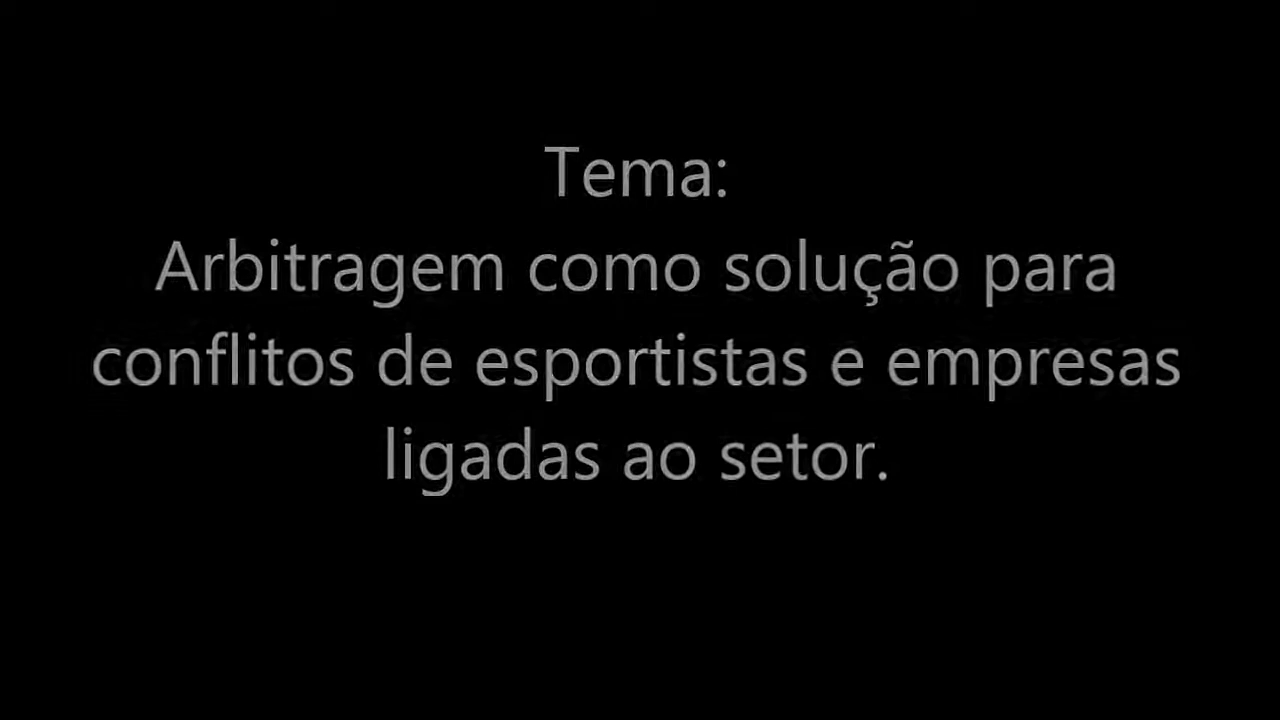 Tema:
Arbitragem como solução para
conflitos de esportistas e empresas
ligadas ao setor.